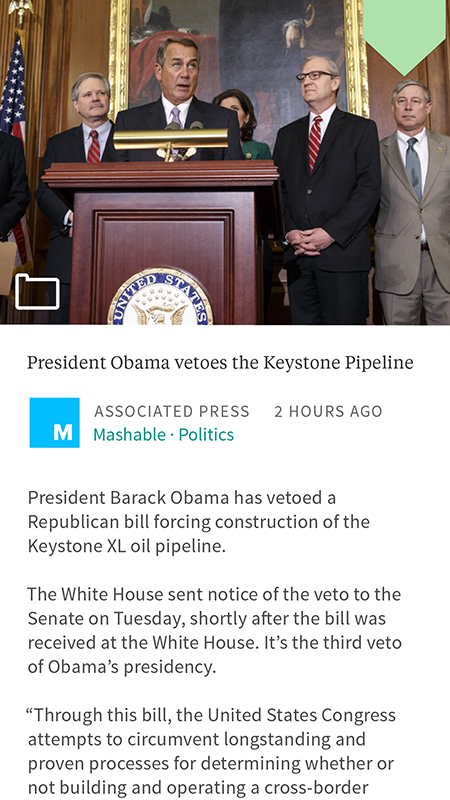 UNITED STATES
President Obama vetoes the Keystone Pipeline
M
ASSOCIATED PRESS 2 HOURS AGO
Mashable · Politics
President Barack Obama has vetoed a
Republican bill forcing construction of the
Keystone XL oil pipeline.
The White House sent notice of the veto to the
Senate on Tuesday, shortly after the bill was
received at the White House. It’s the third veto
of Obama’s presidency.
“Through this bill, the United States Congress
attempts to circumvent longstanding and
proven processes for determining whether or
not building and operating a cross-border